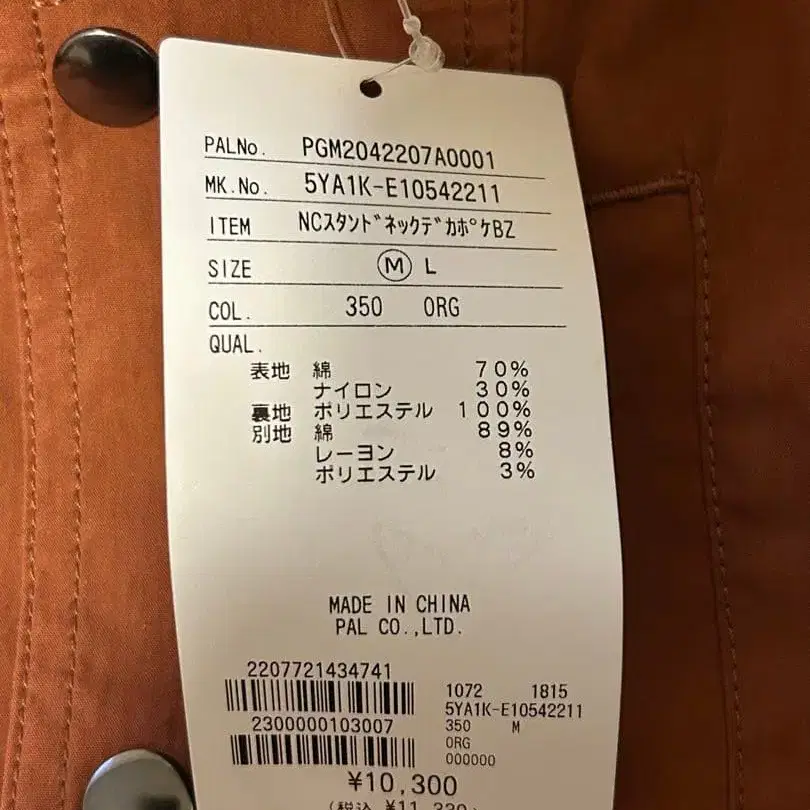 PALNo. PGM2042207A0001
MK.No. 5YA1K-E10542211
ITEM NCｽﾀﾝﾄﾞﾈｯｸﾃﾞｶﾎﾟｹBZ
SIZE Ⓜ L
COL. 350 ORG
QUAL.
表地 綿 70%
ナイロン 30%
裏地 ポリエステル 100%
別地 綿 89%
レーヨン 8%
ポリエステル 3%
MADE IN CHINA
PAL CO.,LTD.
2207721434741
2300000103007
1072 1815
5YA1K-E10542211
350 M
ORG
000000
¥10,300
(税込 ¥11,330)